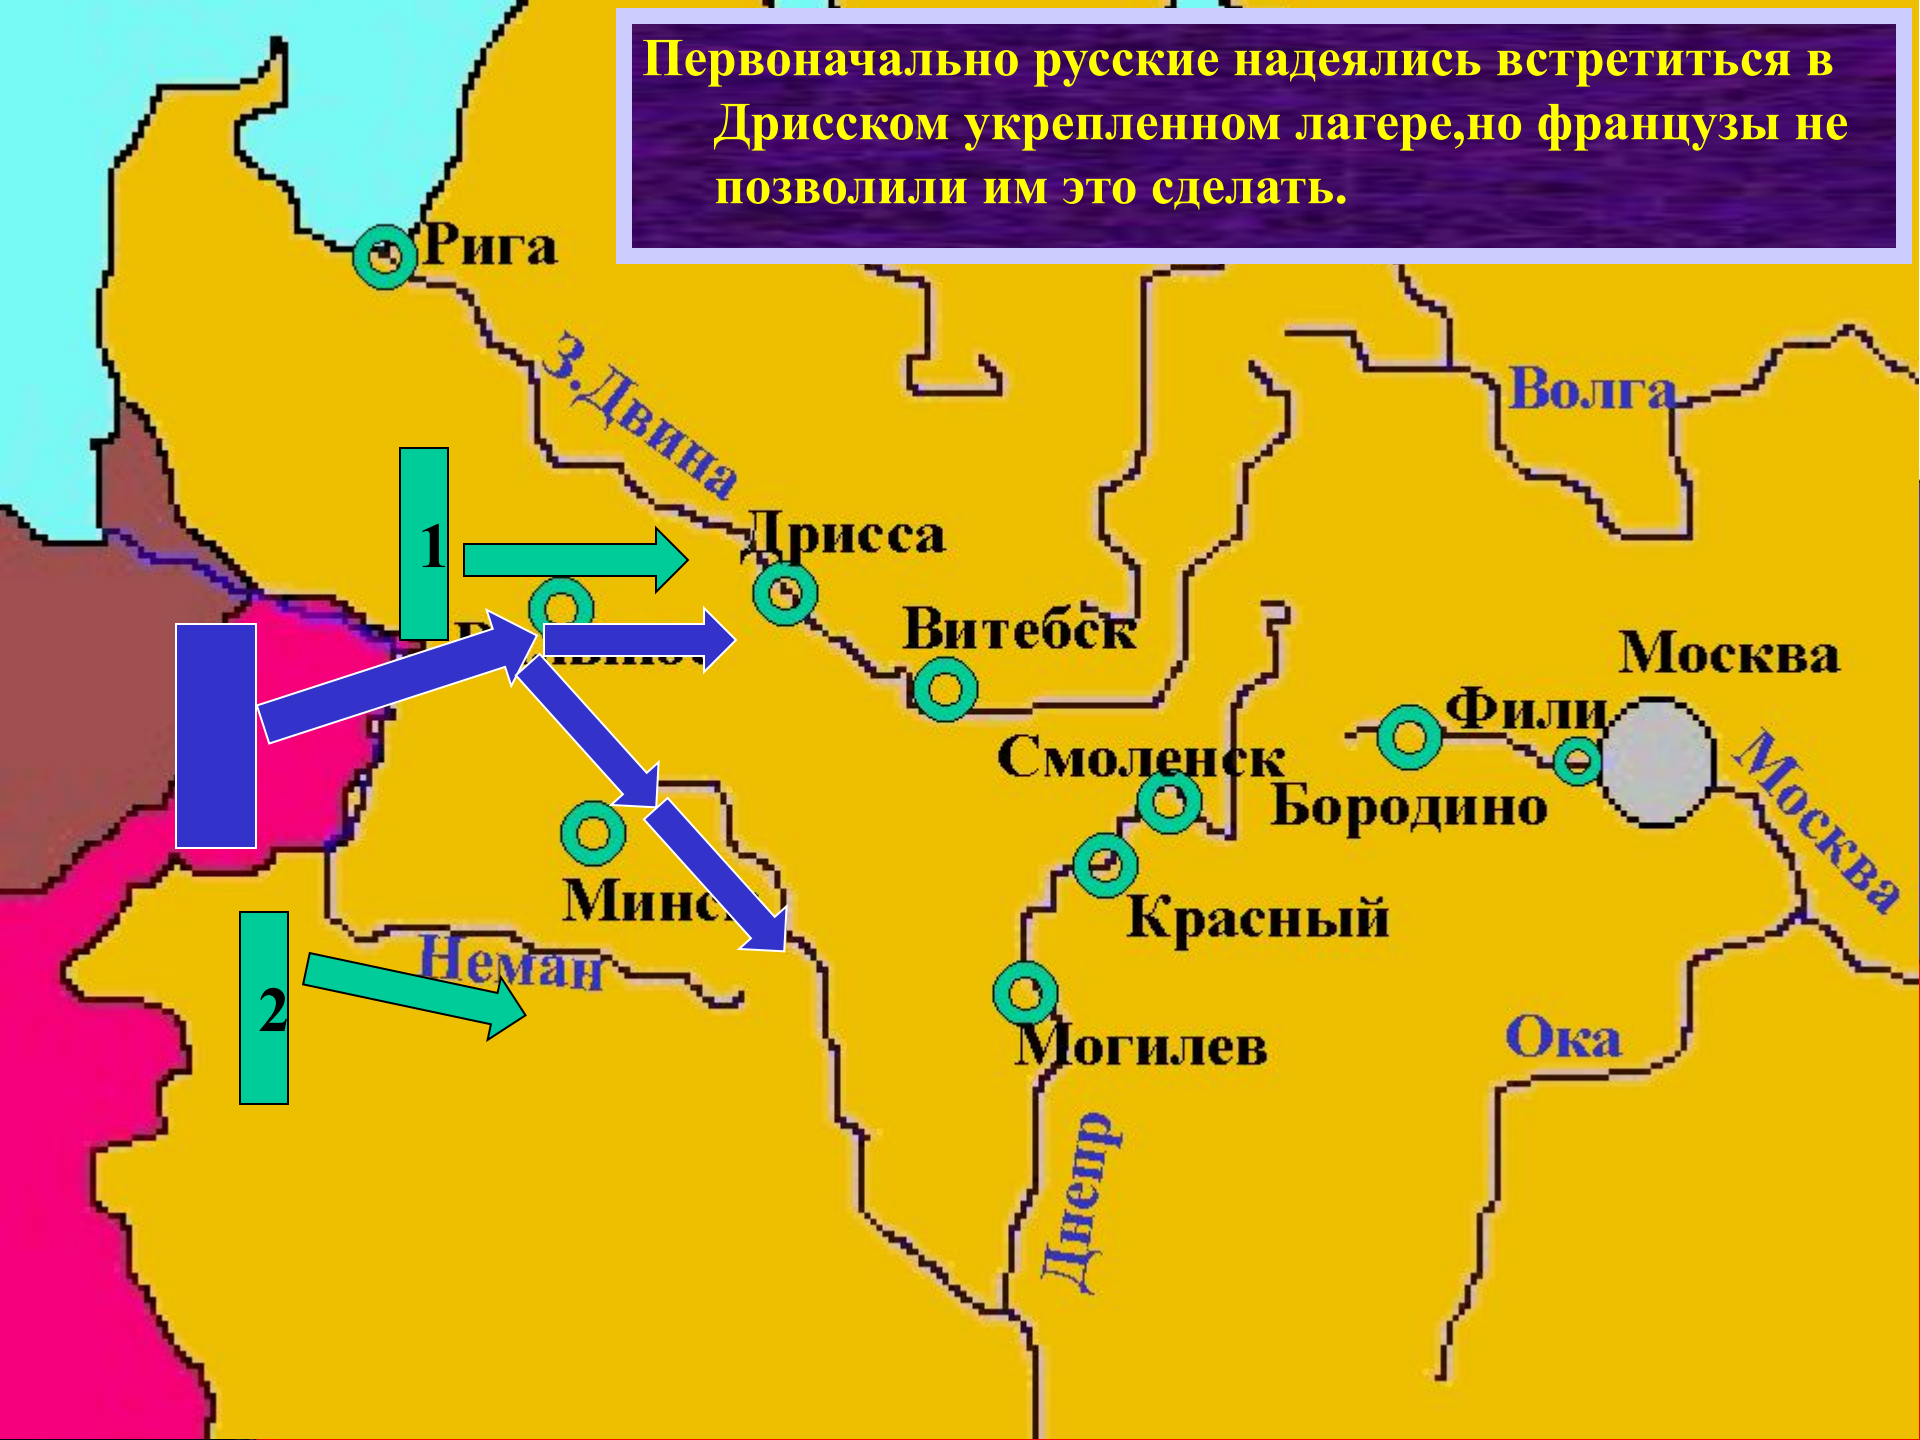 Первоначально русские надеялись встретиться в
Дрисском укрепленном лагере,но французы не
позволили им это сделать.
Рига
З.Двина
Волга
1
Дрисса
Витебск
Москва
Фили
Смоленск
Бородино
Москва
Минск
Красный
Неман
2
Могилев
Ока
Днепр